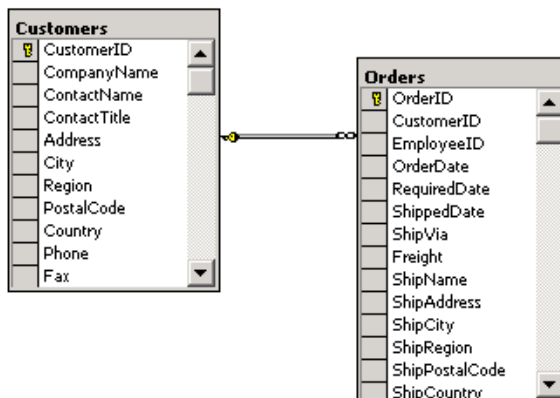 Customers
CustomerID
CompanyName
ContactName
ContactTitle
Address
City
Region
PostalCode
Country
Phone
Fax
Orders
OrderID
CustomerID
EmployeeID
OrderDate
RequiredDate
ShippedDate
ShipVia
Freight
ShipName
ShipAddress
ShipCity
ShipRegion
ShipPostalCode
ShipCountry